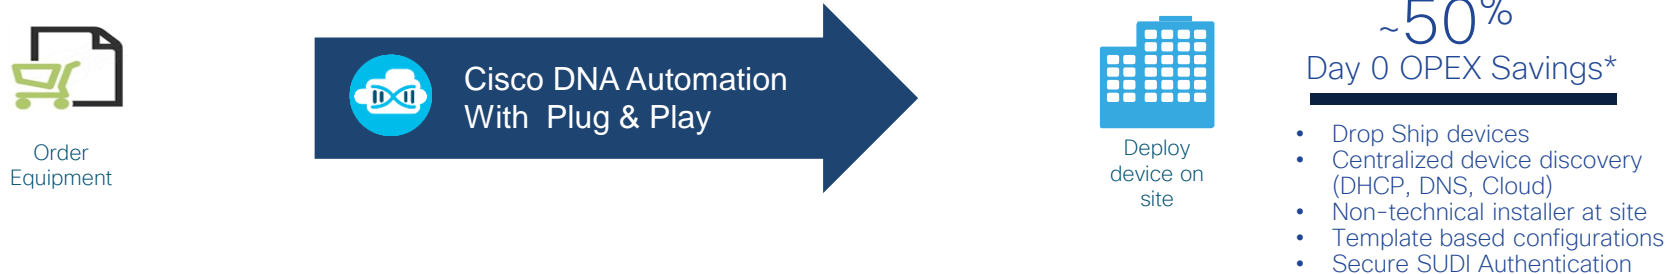 Order
Equipment
Cisco DNA Automation
With Plug & Play
Deploy
device on
site
~50%
Day 0 OPEX Savings*
• Drop Ship devices
• Centralized device discovery
(DHCP, DNS, Cloud)
• Non-technical installer at site
• Template based configurations
• Secure SUDI Authentication